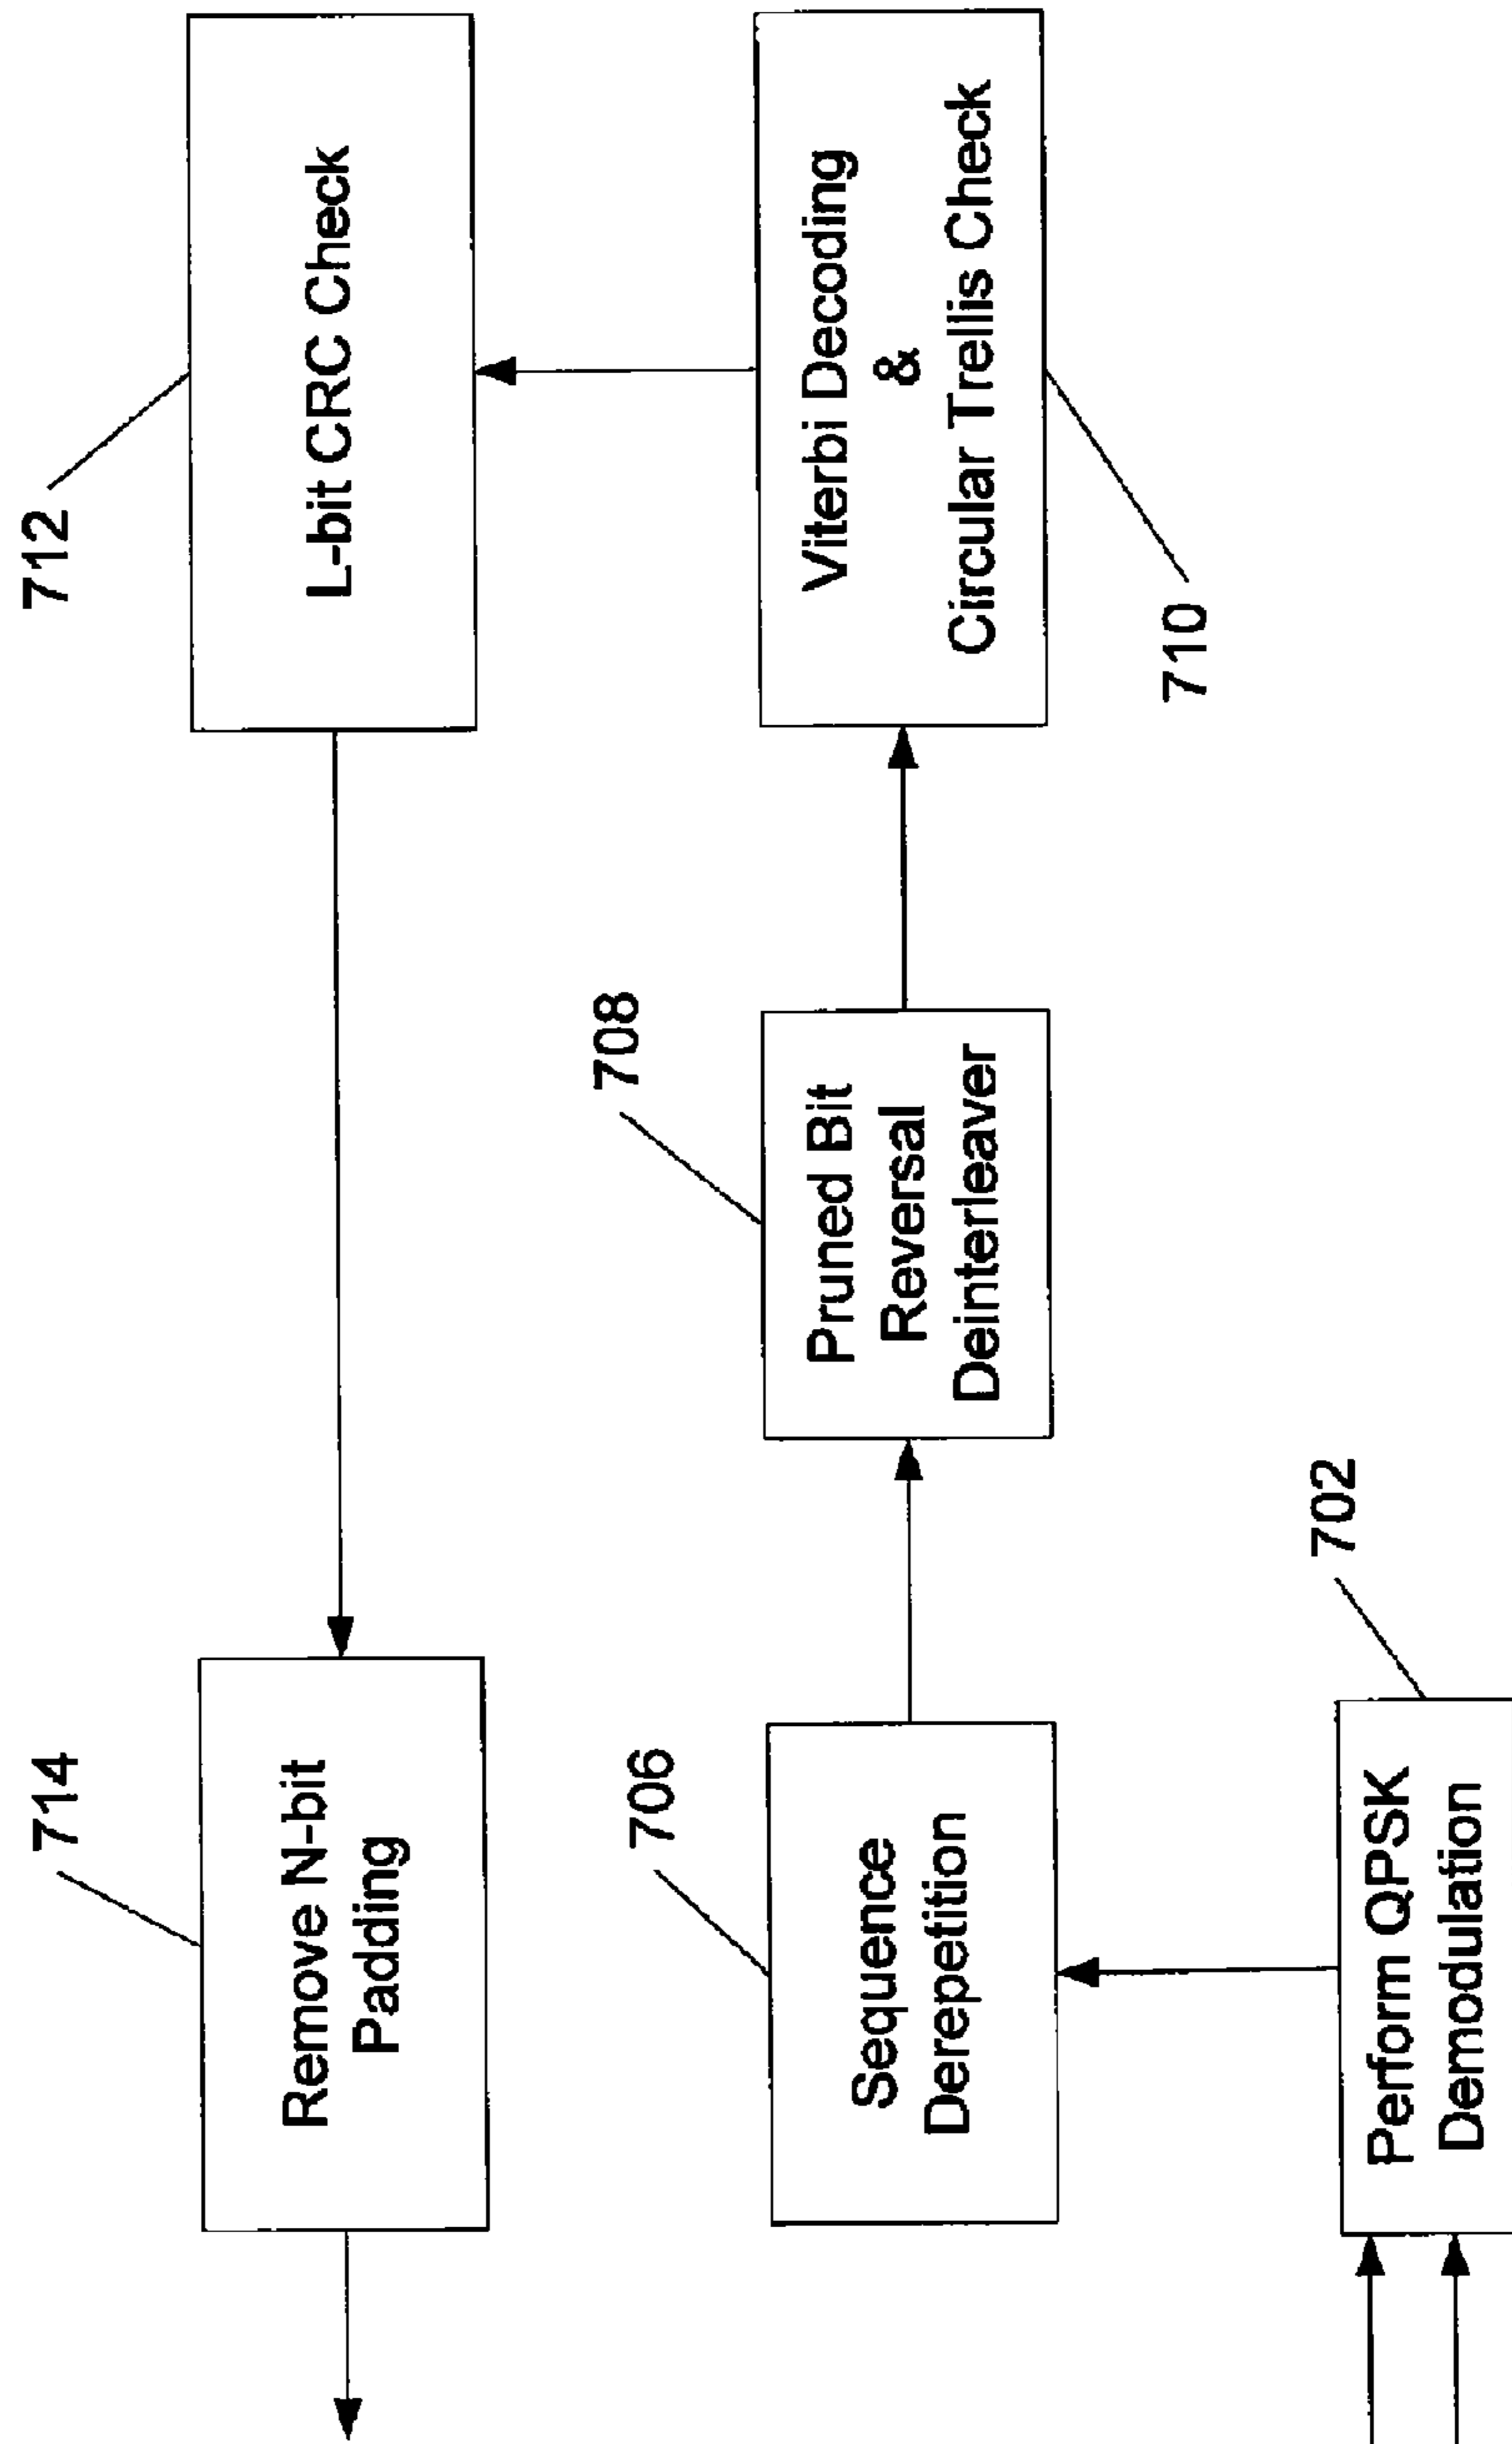 714
Remove N-bit
Padding
712
L-bit CRC Check
706
Sequence
Derepetition
708
Pruned Bit
Reversal
Deinterleaver
Viterbi Decoding
&
Circular Trellis Check
710
702
Perform QPSK
Demodulation